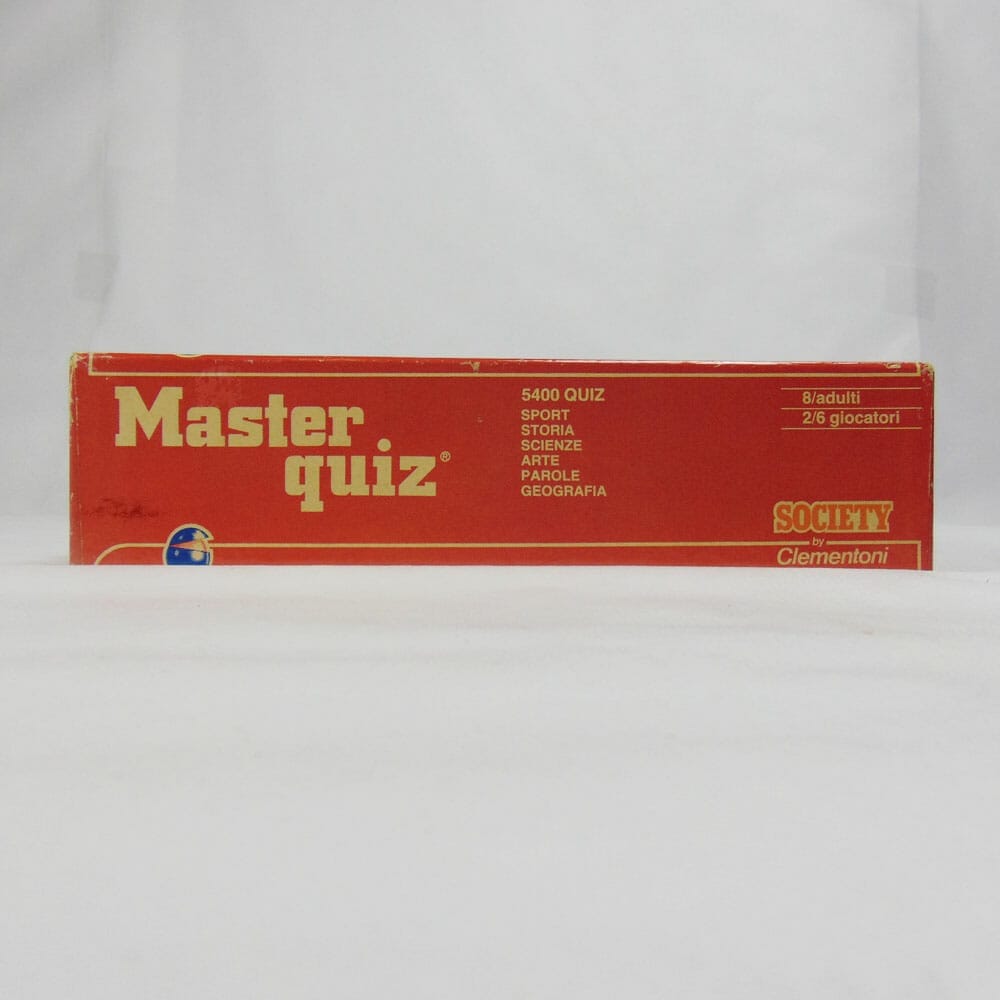 Master
quiz®
5400 QUIZ
SPORT
STORIA
SCIENZE
ARTE
PAROLE
GEOGRAFIA
8/adulti
2/6 giocatori
SOCIETY
by
Clementoni